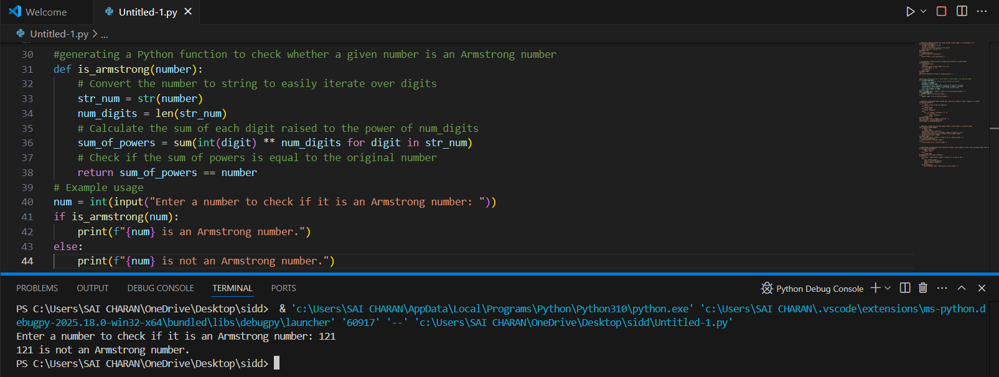 Welcome
Untitled-1.py
Untitled-1.py > ...
30 #generating a Python function to check whether a given number is an Armstrong number
31 def is_armstrong(number):
32     # Convert the number to string to easily iterate over digits
33     str_num = str(number)
34     num_digits = len(str_num)
35     # Calculate the sum of each digit raised to the power of num_digits
36     sum_of_powers = sum(int(digit) ** num_digits for digit in str_num)
37     # Check if the sum of powers is equal to the original number
38     return sum_of_powers == number
39 # Example usage
40 num = int(input("Enter a number to check if it is an Armstrong number: "))
41 if is_armstrong(num):
42     print(f"{num} is an Armstrong number.")
43 else:
44     print(f"{num} is not an Armstrong number.")
PROBLEMS OUTPUT DEBUG CONSOLE TERMINAL PORTS Python Debug Console
PS C:\Users\SAI CHARAN\OneDrive\Desktop\sidd>  & 'c:\Users\SAI CHARAN\AppData\Local\Programs\Python\Python310\python.exe' 'c:\Users\SAI CHARAN\.vscode\extensions\ms-python.d
ebugpy-2025.18.0-win32-x64\bundled\libs\debugpy\launcher' '60917' '--' 'c:\Users\SAI CHARAN\OneDrive\Desktop\sidd\Untitled-1.py'
Enter a number to check if it is an Armstrong number: 121
121 is not an Armstrong number.
PS C:\Users\SAI CHARAN\OneDrive\Desktop\sidd>